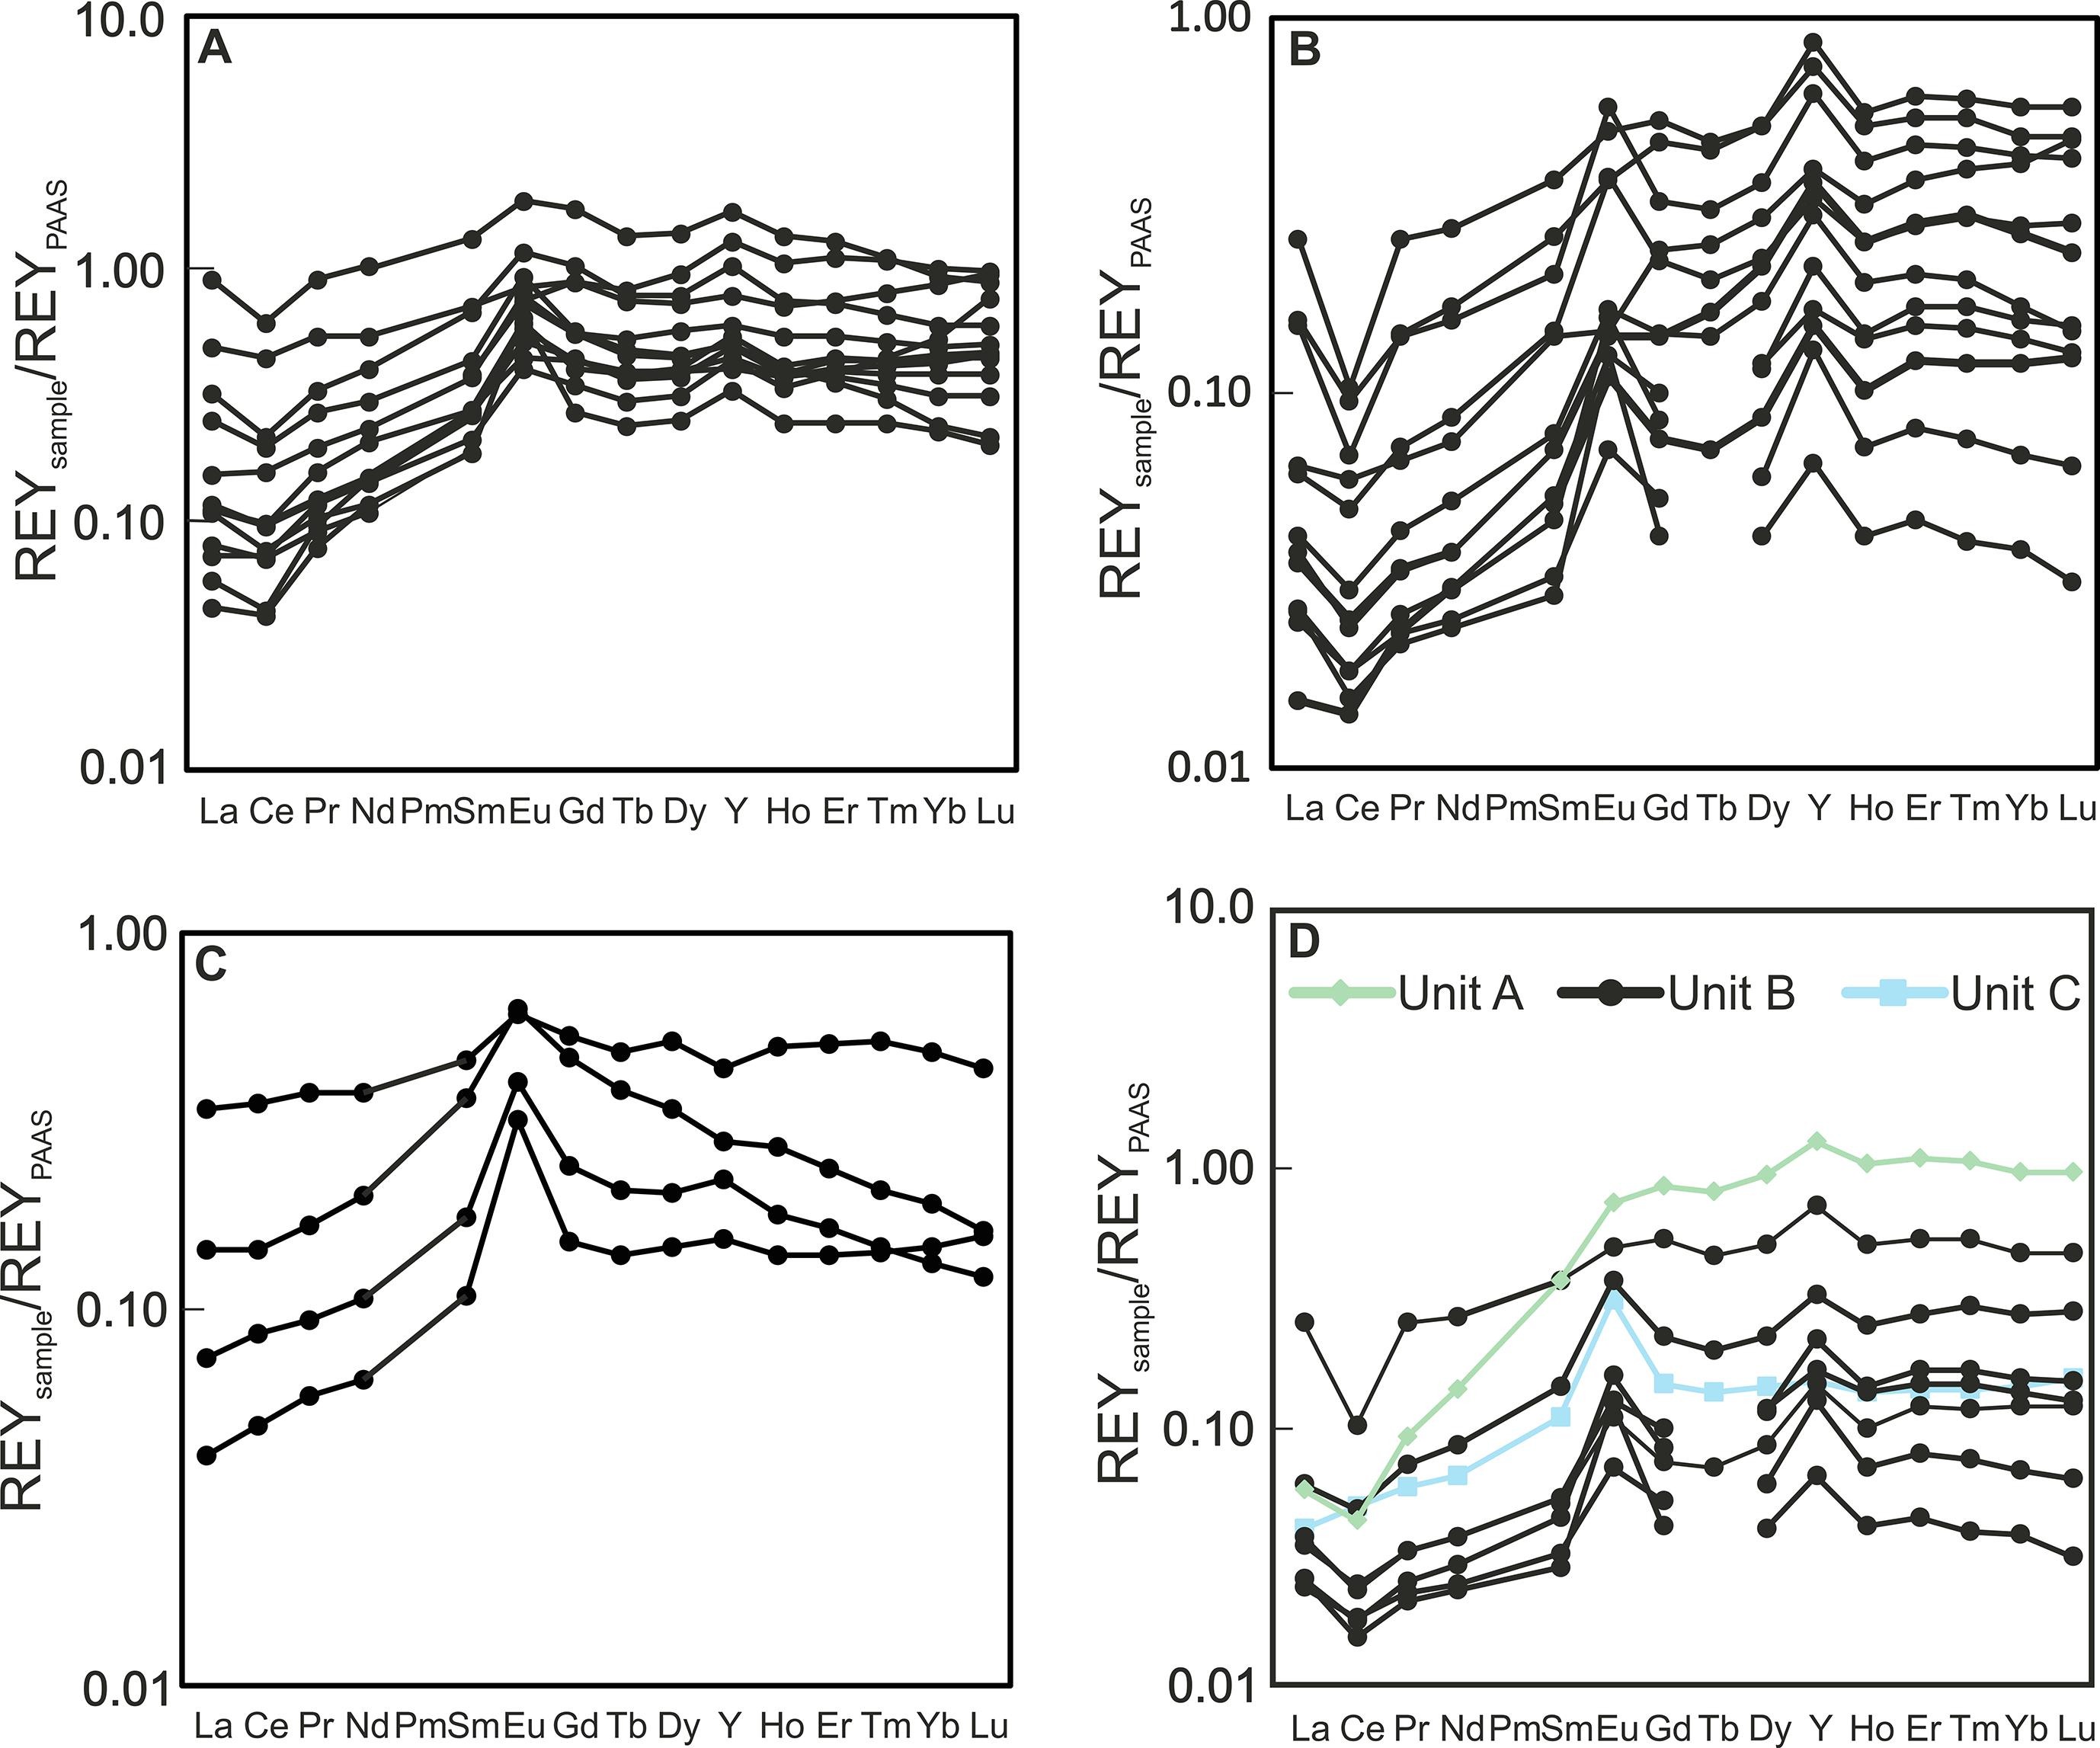 A
10.0
1.00
0.10
0.01
REYsample/REYPAAS
La Ce Pr Nd Pm Sm Eu Gd Tb Dy Y Ho Er Tm Yb Lu
B
1.00
0.10
0.01
REYsample/REYPAAS
La Ce Pr Nd Pm Sm Eu Gd Tb Dy Y Ho Er Tm Yb Lu
C
1.00
0.10
0.01
REYsample/REYPAAS
La Ce Pr Nd Pm Sm Eu Gd Tb Dy Y Ho Er Tm Yb Lu
D
Unit A Unit B Unit C
10.0
1.00
0.10
0.01
REYsample/REYPAAS
La Ce Pr Nd Pm Sm Eu Gd Tb Dy Y Ho Er Tm Yb Lu